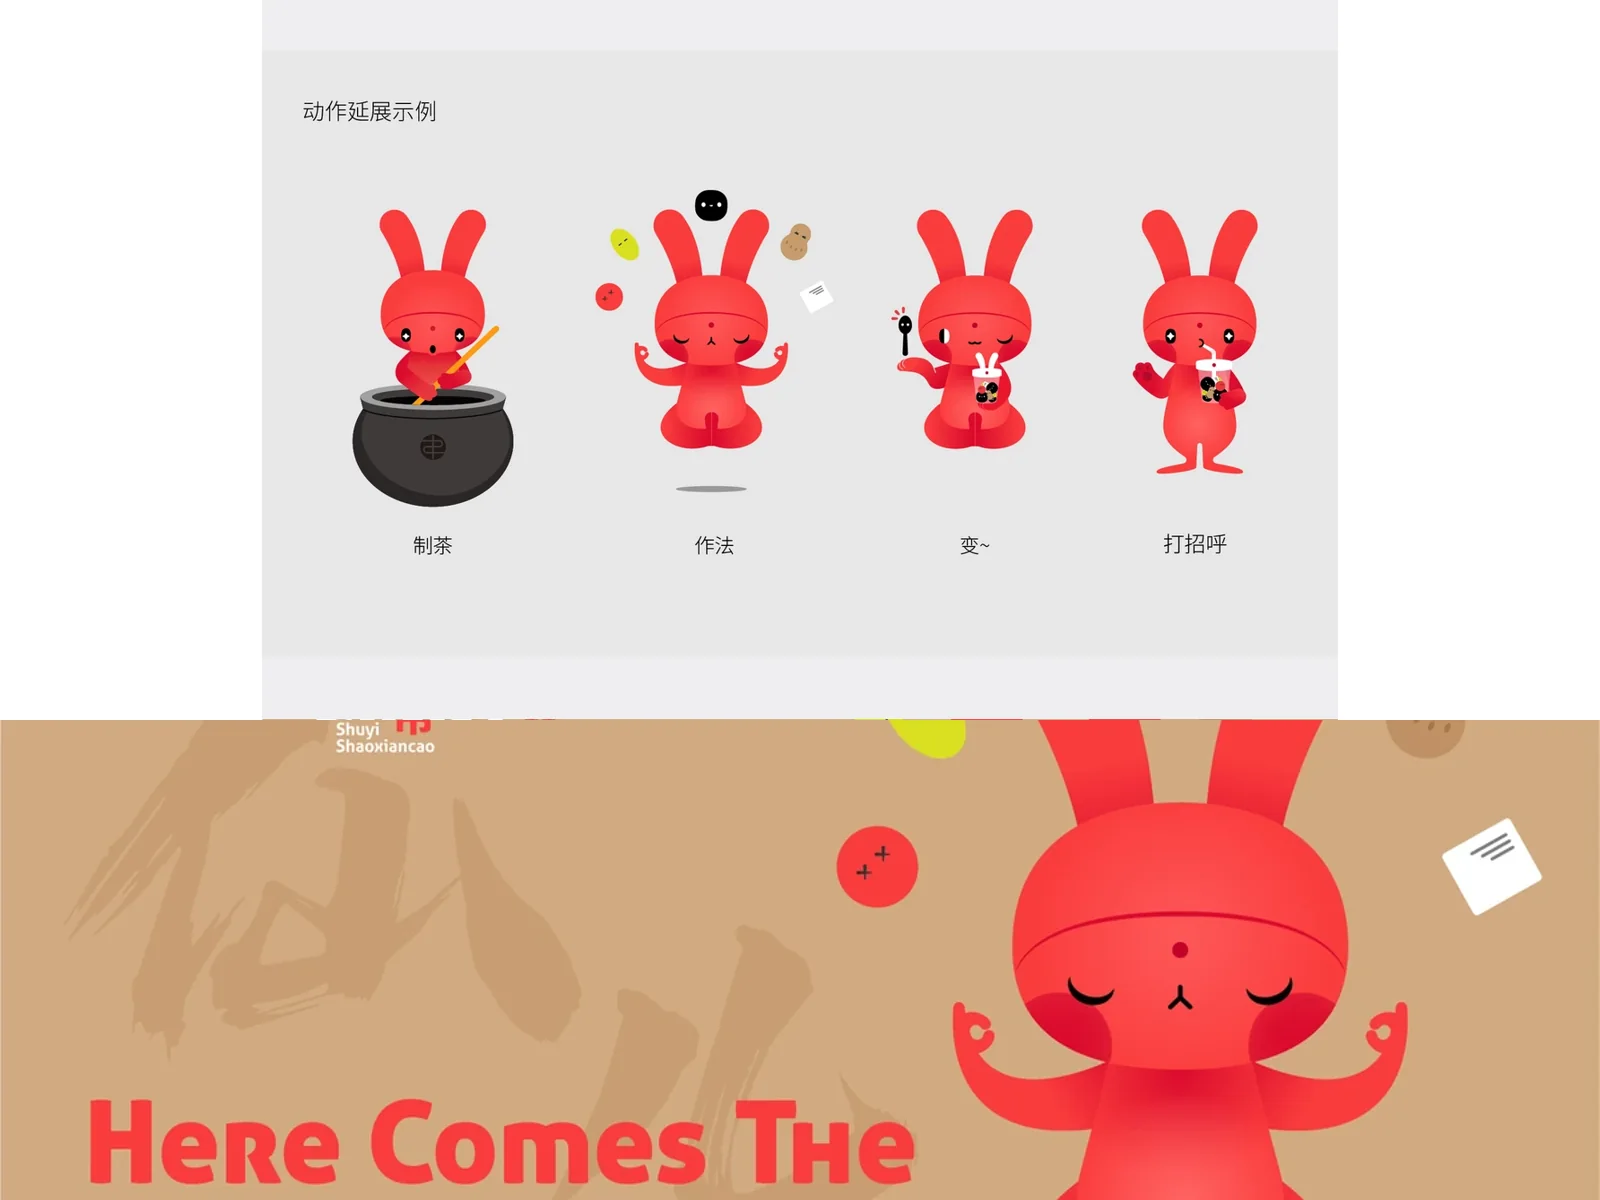 动作延展示例
制茶
作法
变~
打招呼
Shuyi
Shaoxiancao
Here Comes The